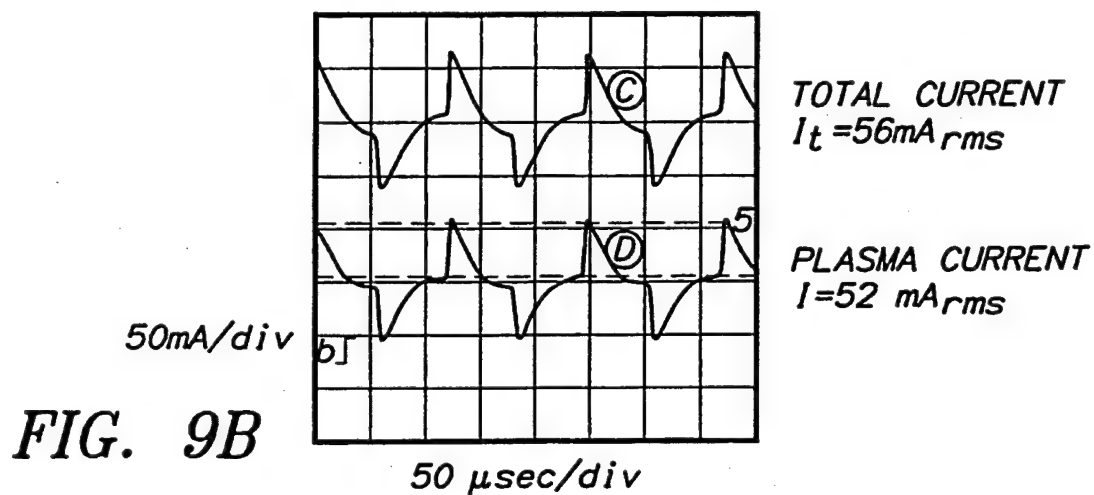 Ⓒ
TOTAL CURRENT
It =56mArms
5
Ⓓ
PLASMA CURRENT
I=52 mArms
50mA/div
b
FIG. 9B
50 μsec/div